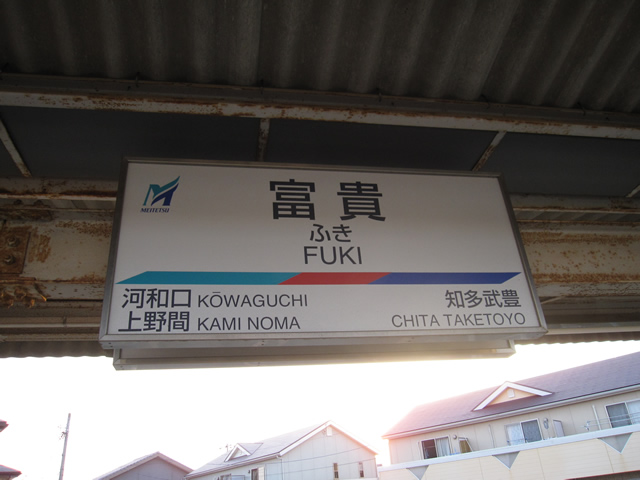 MEITETSU
富貴
ふき
FUKI
河和口 KŌWAGUCHI
上野間 KAMI NOMA
知多武豊
CHITA TAKETOYO